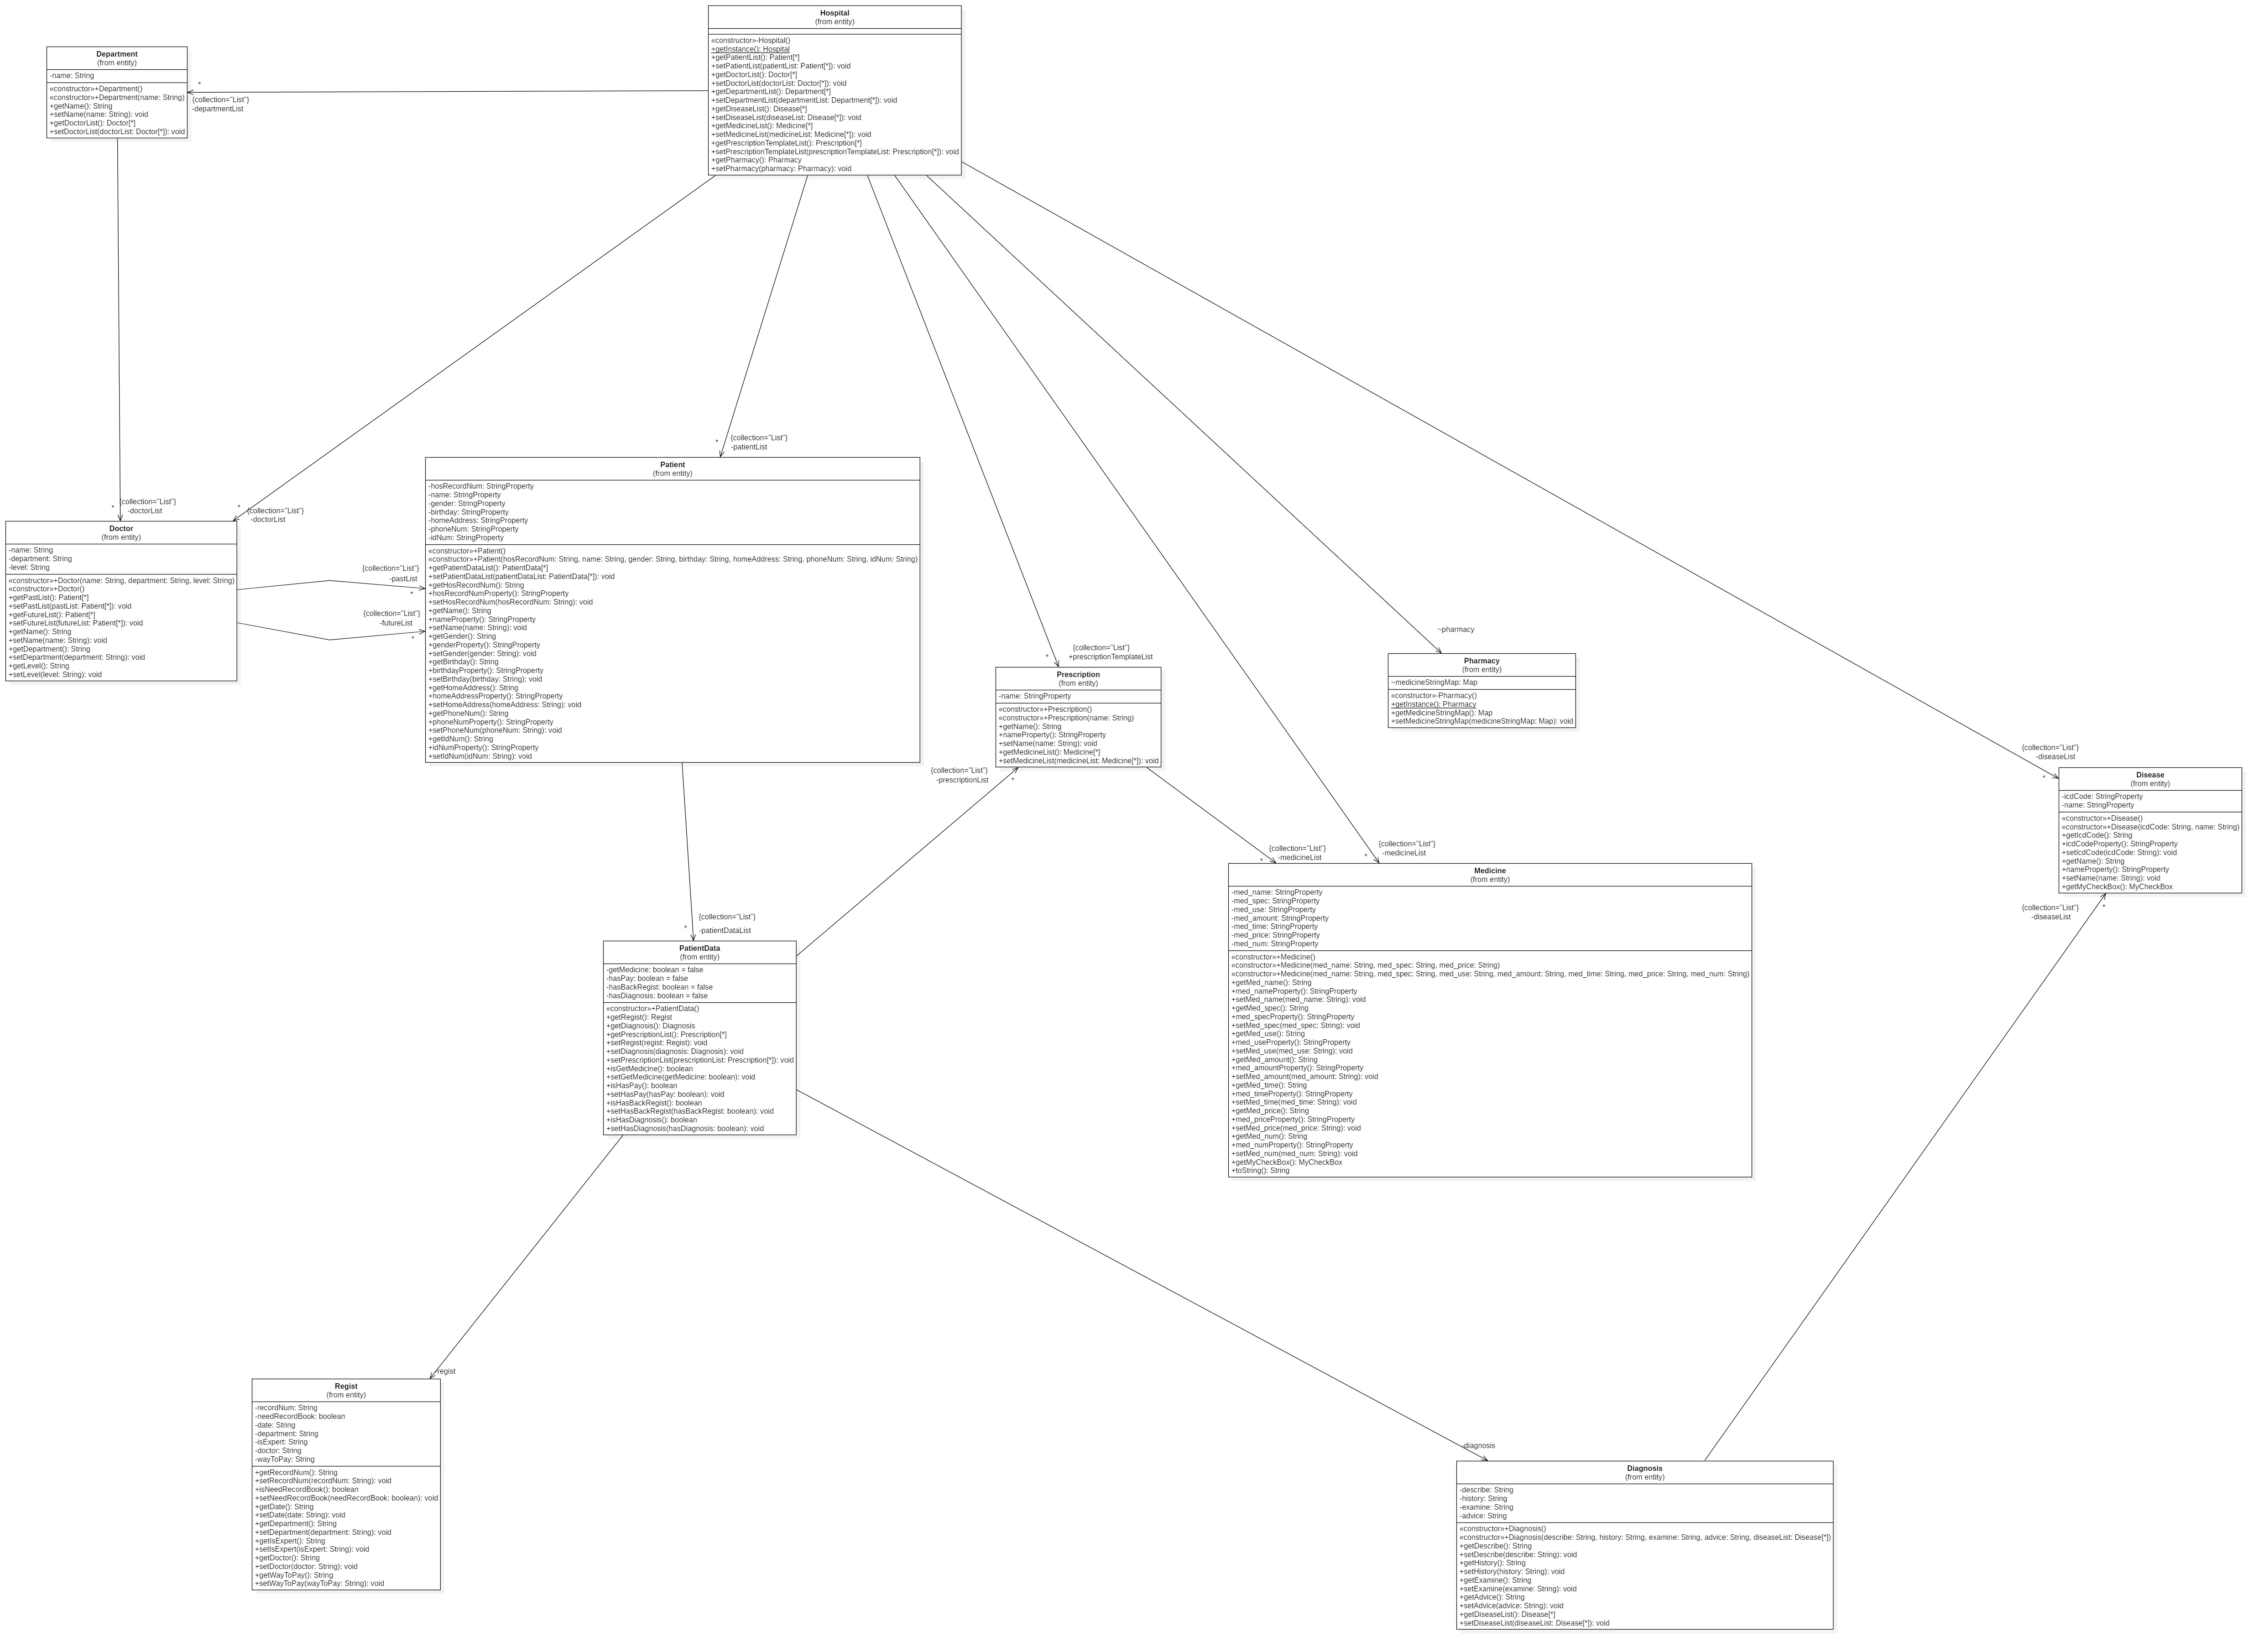 Hospital
(from entity)
«constructor»-Hospital()
+getInstance(): Hospital
+getPatientList(): Patient[*]
+setPatientList(patientList: Patient[*]): void
+getDoctorList(): Doctor[*]
+setDoctorList(doctorList: Doctor[*]): void
+getDepartmentList(): Department[*]
+setDepartmentList(departmentList: Department[*]): void
+getDiseaseList(): Disease[*]
+setDiseaseList(diseaseList: Disease[*]): void
+getMedicineList(): Medicine[*]
+setMedicineList(medicineList: Medicine[*]): void
+getPrescriptionTemplateList(): Prescription[*]
+setPrescriptionTemplateList(prescriptionTemplateList: Prescription[*]): void
+getPharmacy(): Pharmacy
+setPharmacy(pharmacy: Pharmacy): void
Department
(from entity)
-name: String
«constructor»+Department()
«constructor»+Department(name: String)
+getName(): String
+setName(name: String): void
+getDoctorList(): Doctor[*]
+setDoctorList(doctorList: Doctor[*]): void
*
{collection="List"}
-departmentList
*
{collection="List"}
-patientList
*
{collection="List"}
-doctorList
*
{collection="List"}
-doctorList
Doctor
(from entity)
-name: String
-department: String
-level: String
«constructor»+Doctor(name: String, department: String, level: String)
«constructor»+Doctor()
+getPastList(): Patient[*]
+setPastList(pastList: Patient[*]): void
+getFutureList(): Patient[*]
+setFutureList(futureList: Patient[*]): void
+getName(): String
+setName(name: String): void
+getDepartment(): String
+setDepartment(department: String): void
+getLevel(): String
+setLevel(level: String): void
{collection="List"}
-pastList
*
{collection="List"}
-futureList
*
Patient
(from entity)
-hosRecordNum: StringProperty
-name: StringProperty
-gender: StringProperty
-birthday: StringProperty
-homeAddress: StringProperty
-phoneNum: StringProperty
-idNum: StringProperty
«constructor»+Patient()
«constructor»+Patient(hosRecordNum: String, name: String, gender: String, birthday: String, homeAddress: String, phoneNum: String, idNum: String)
+getPatientDataList(): PatientData[*]
+setPatientDataList(patientDataList: PatientData[*]): void
+getHosRecordNum(): String
+hosRecordNumProperty(): StringProperty
+setHosRecordNum(hosRecordNum: String): void
+getName(): String
+nameProperty(): StringProperty
+setName(name: String): void
+getGender(): String
+genderProperty(): StringProperty
+setGender(gender: String): void
+getBirthday(): String
+birthdayProperty(): StringProperty
+setBirthday(birthday: String): void
+getHomeAddress(): String
+homeAddressProperty(): StringProperty
+setHomeAddress(homeAddress: String): void
+getPhoneNum(): String
+phoneNumProperty(): StringProperty
+setPhoneNum(phoneNum: String): void
+getIdNum(): String
+idNumProperty(): StringProperty
+setIdNum(idNum: String): void
*
{collection="List"}
+prescriptionTemplateList
Prescription
(from entity)
-name: StringProperty
«constructor»+Prescription()
«constructor»+Prescription(name: String)
+getName(): String
+nameProperty(): StringProperty
+setName(name: String): void
+getMedicineList(): Medicine[*]
+setMedicineList(medicineList: Medicine[*]): void
~pharmacy
Pharmacy
(from entity)
~medicineStringMap: Map
«constructor»-Pharmacy()
+getInstance(): Pharmacy
+getMedicineStringMap(): Map
+setMedicineStringMap(medicineStringMap: Map): void
{collection="List"}
-diseaseList
*
Disease
(from entity)
-icdCode: StringProperty
-name: StringProperty
«constructor»+Disease()
«constructor»+Disease(icdCode: String, name: String)
+getIcdCode(): String
+icdCodeProperty(): StringProperty
+setIcdCode(icdCode: String): void
+getName(): String
+nameProperty(): StringProperty
+setName(name: String): void
+getMyCheckBox(): MyCheckBox
{collection="List"}
-diseaseList
*
{collection="List"}
-prescriptionList
*
{collection="List"}
-medicineList
*
{collection="List"}
-medicineList
*
Medicine
(from entity)
-med_name: StringProperty
-med_spec: StringProperty
-med_use: StringProperty
-med_amount: StringProperty
-med_time: StringProperty
-med_price: StringProperty
-med_num: StringProperty
«constructor»+Medicine()
«constructor»+Medicine(med_name: String, med_spec: String, med_price: String)
«constructor»+Medicine(med_name: String, med_spec: String, med_use: String, med_amount: String, med_time: String, med_price: String, med_num: String)
+getMed_name(): String
+med_nameProperty(): StringProperty
+setMed_name(med_name: String): void
+getMed_spec(): String
+med_specProperty(): StringProperty
+setMed_spec(med_spec: String): void
+getMed_use(): String
+med_useProperty(): StringProperty
+setMed_use(med_use: String): void
+getMed_amount(): String
+med_amountProperty(): StringProperty
+setMed_amount(med_amount: String): void
+getMed_time(): String
+med_timeProperty(): StringProperty
+setMed_time(med_time: String): void
+getMed_price(): String
+med_priceProperty(): StringProperty
+setMed_price(med_price: String): void
+getMed_num(): String
+med_numProperty(): StringProperty
+setMed_num(med_num: String): void
+getMyCheckBox(): MyCheckBox
+toString(): String
{collection="List"}
*
-patientDataList
PatientData
(from entity)
-getMedicine: boolean = false
-hasPay: boolean = false
-hasBackRegist: boolean = false
-hasDiagnosis: boolean = false
«constructor»+PatientData()
+getRegist(): Regist
+getDiagnosis(): Diagnosis
+getPrescriptionList(): Prescription[*]
+setRegist(regist: Regist): void
+setDiagnosis(diagnosis: Diagnosis): void
+setPrescriptionList(prescriptionList: Prescription[*]): void
+isGetMedicine(): boolean
+setGetMedicine(getMedicine: boolean): void
+isHasPay(): boolean
+setHasPay(hasPay: boolean): void
+isHasBackRegist(): boolean
+setHasBackRegist(hasBackRegist: boolean): void
+isHasDiagnosis(): boolean
+setHasDiagnosis(hasDiagnosis: boolean): void
-regist
Regist
(from entity)
-recordNum: String
-needRecordBook: boolean
-date: String
-department: String
-isExpert: String
-doctor: String
-wayToPay: String
+getRecordNum(): String
+setRecordNum(recordNum: String): void
+isNeedRecordBook(): boolean
+setNeedRecordBook(needRecordBook: boolean): void
+getDate(): String
+setDate(date: String): void
+getDepartment(): String
+setDepartment(department: String): void
+getIsExpert(): String
+setIsExpert(isExpert: String): void
+getDoctor(): String
+setDoctor(doctor: String): void
+getWayToPay(): String
+setWayToPay(wayToPay: String): void
-diagnosis
Diagnosis
(from entity)
-describe: String
-history: String
-examine: String
-advice: String
«constructor»+Diagnosis()
«constructor»+Diagnosis(describe: String, history: String, examine: String, advice: String, diseaseList: Disease[*])
+getDescribe(): String
+setDescribe(describe: String): void
+getHistory(): String
+setHistory(history: String): void
+getExamine(): String
+setExamine(examine: String): void
+getAdvice(): String
+setAdvice(advice: String): void
+getDiseaseList(): Disease[*]
+setDiseaseList(diseaseList: Disease[*]): void